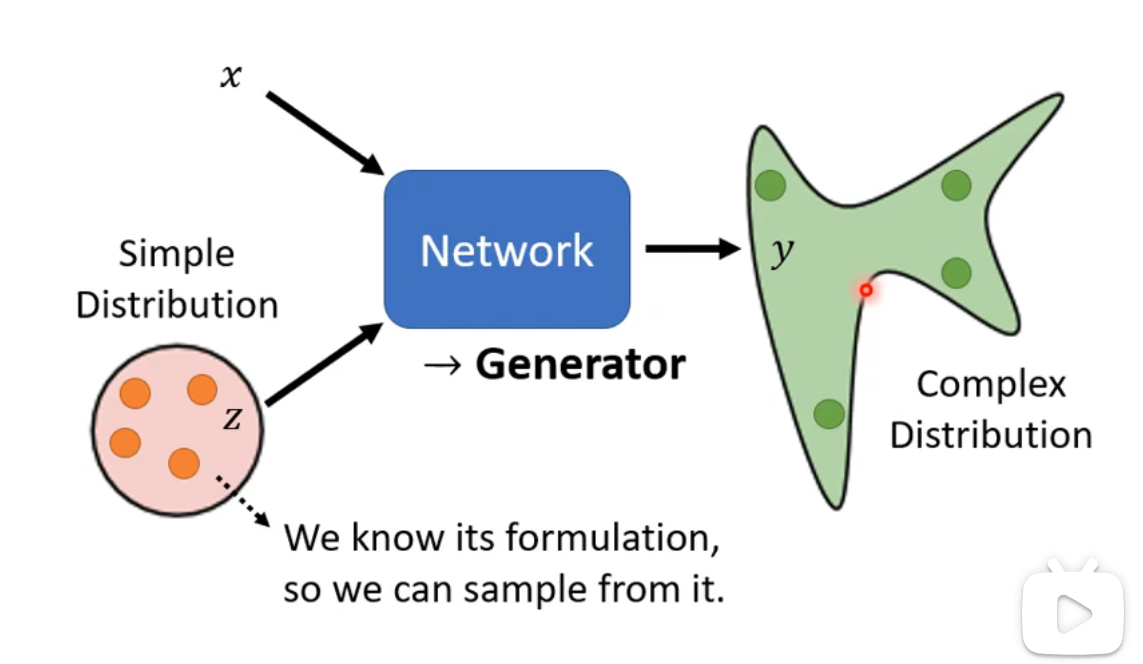 x
Simple
Distribution
z
Network
→ Generator
y
Complex
Distribution
We know its formulation,
so we can sample from it.